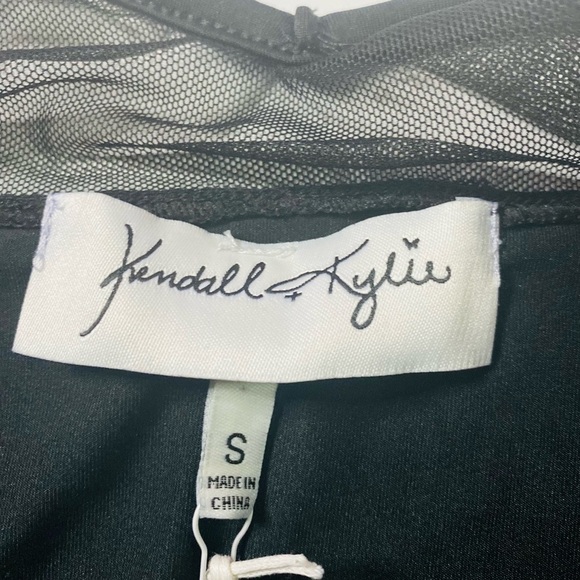 Kendall + Kylie
S
MADE IN
CHINA